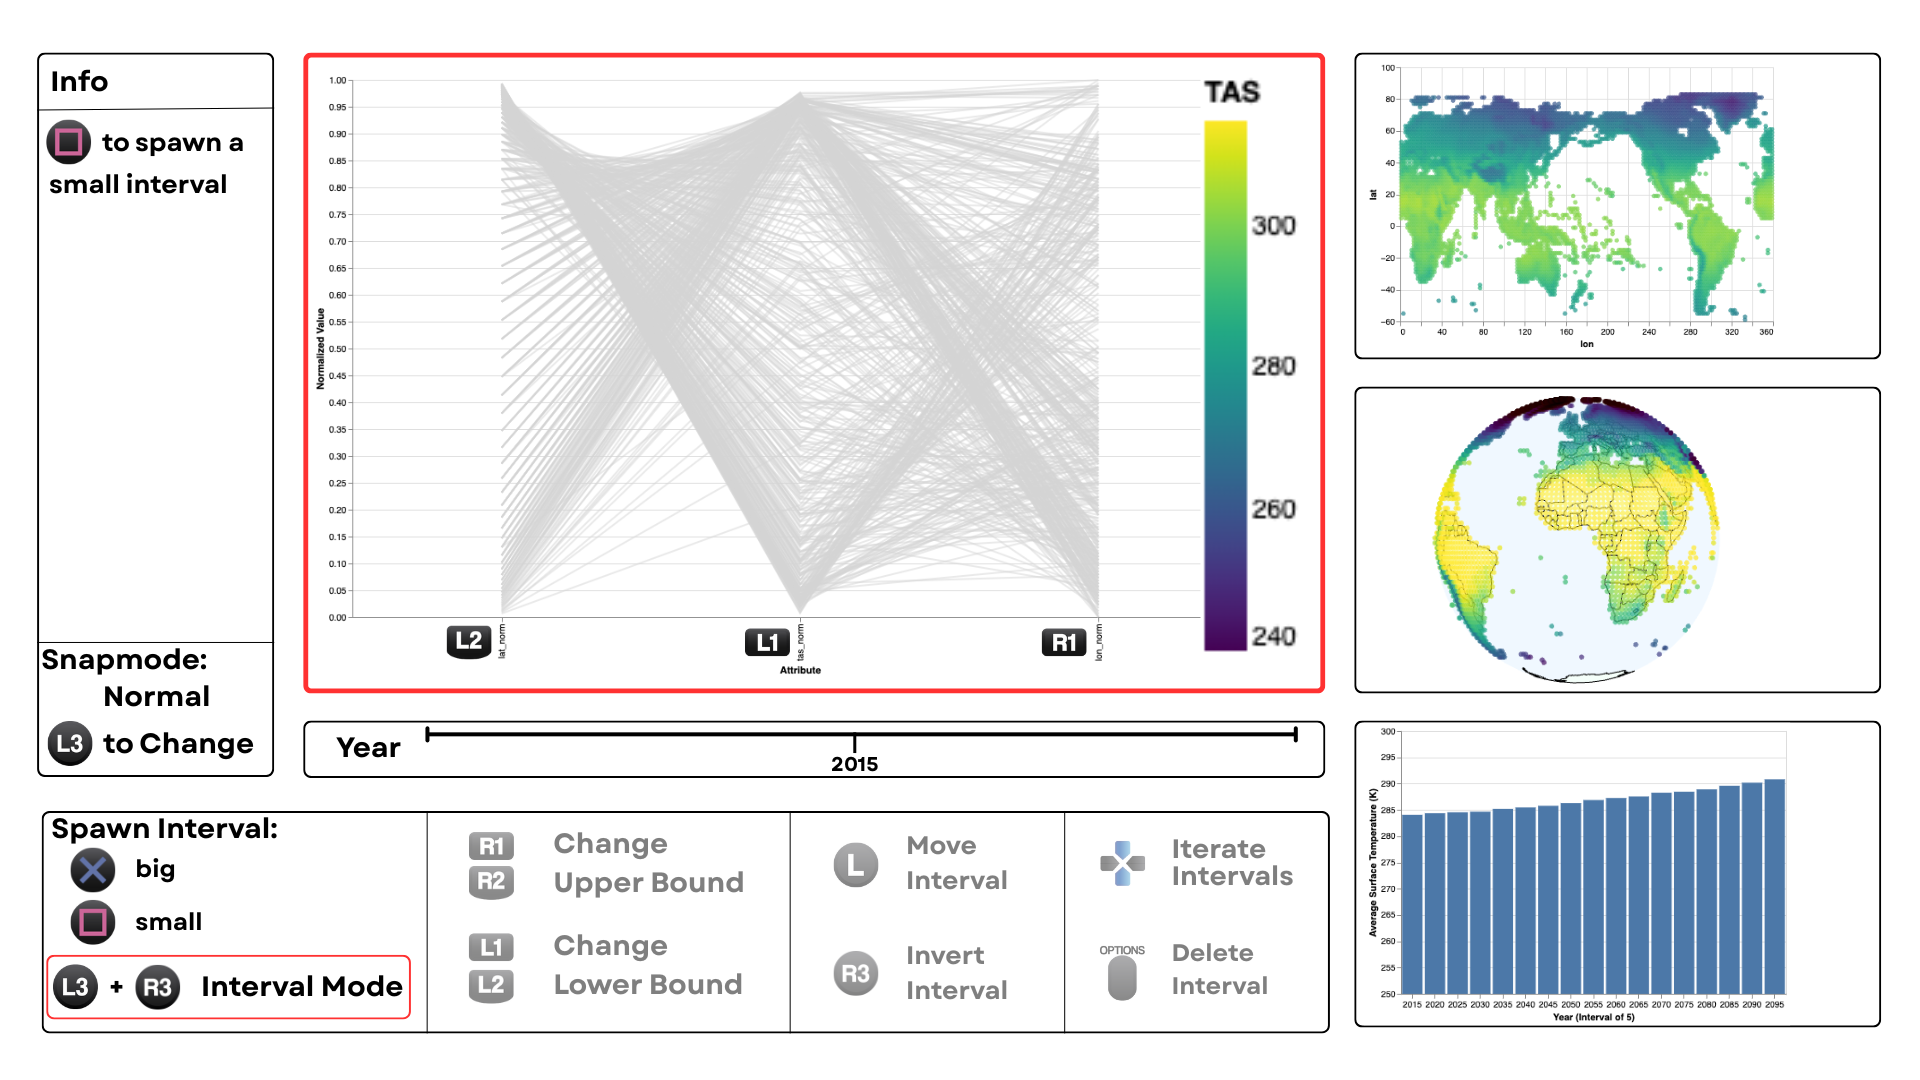 Info
to spawn a
small interval
Snapmode:
Normal
L3 to Change
1.00
0.95
0.90
0.85
0.80
0.75
0.70
0.65
0.60
0.55
0.50
0.45
0.40
0.35
0.30
0.25
0.20
0.15
0.10
0.05
0.00
Normalized Value
L2 lat_norm
L1 tas_norm
R1 lon_norm
Attribute
TAS
300
280
260
240
Year
2015
Spawn Interval:
big
small
L3 + R3 Interval Mode
R1 Change
R2 Upper Bound
L1 Change
L2 Lower Bound
L Move
Interval
R3 Invert
Interval
Iterate
Intervals
OPTIONS
Delete
Interval
100
80
60
40
20
0
−20
−40
−60
lat
0 40 80 120 160 200 240 280 320 360
lon
300
295
290
285
280
275
270
265
260
255
250
Average Surface Temperature (K)
2015 2020 2025 2030 2035 2040 2045 2050 2055 2060 2065 2070 2075 2080 2085 2090 2095
Year (Interval of 5)